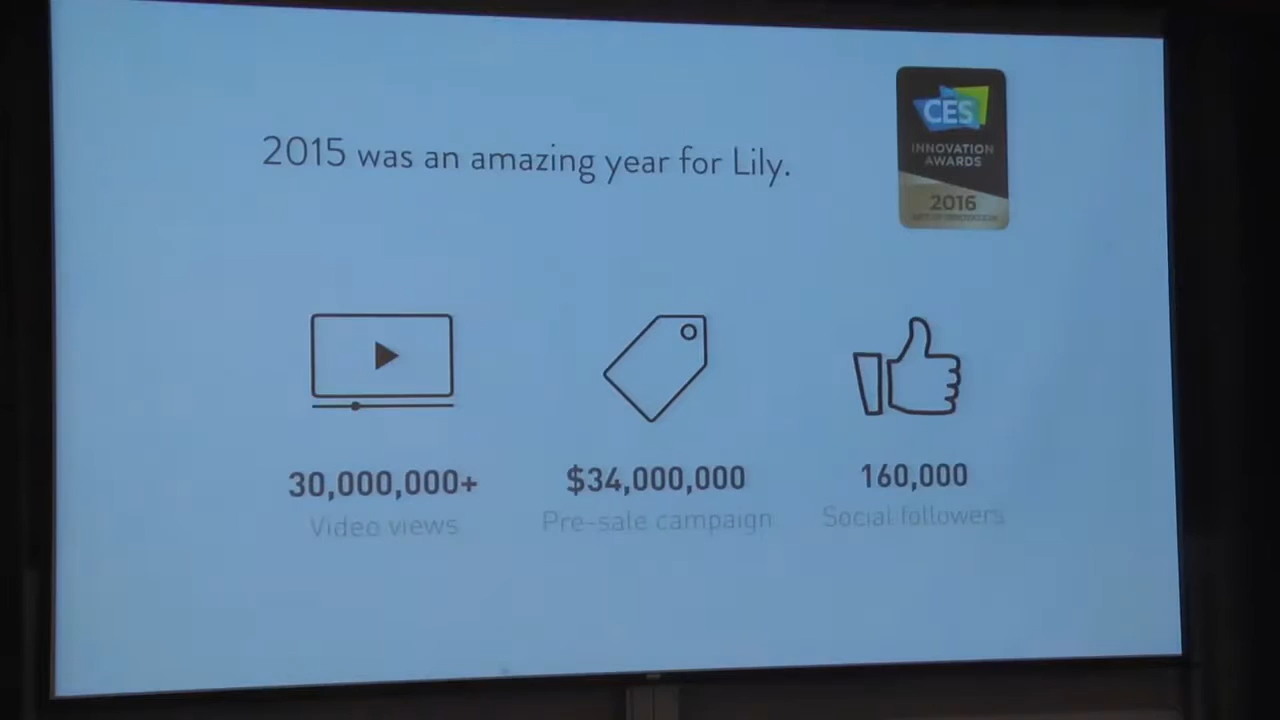 2015 was an amazing year for Lily.
CES
INNOVATION
AWARDS
2016
30,000,000+
Video views
$34,000,000
Pre-sale campaign
160,000
Social followers